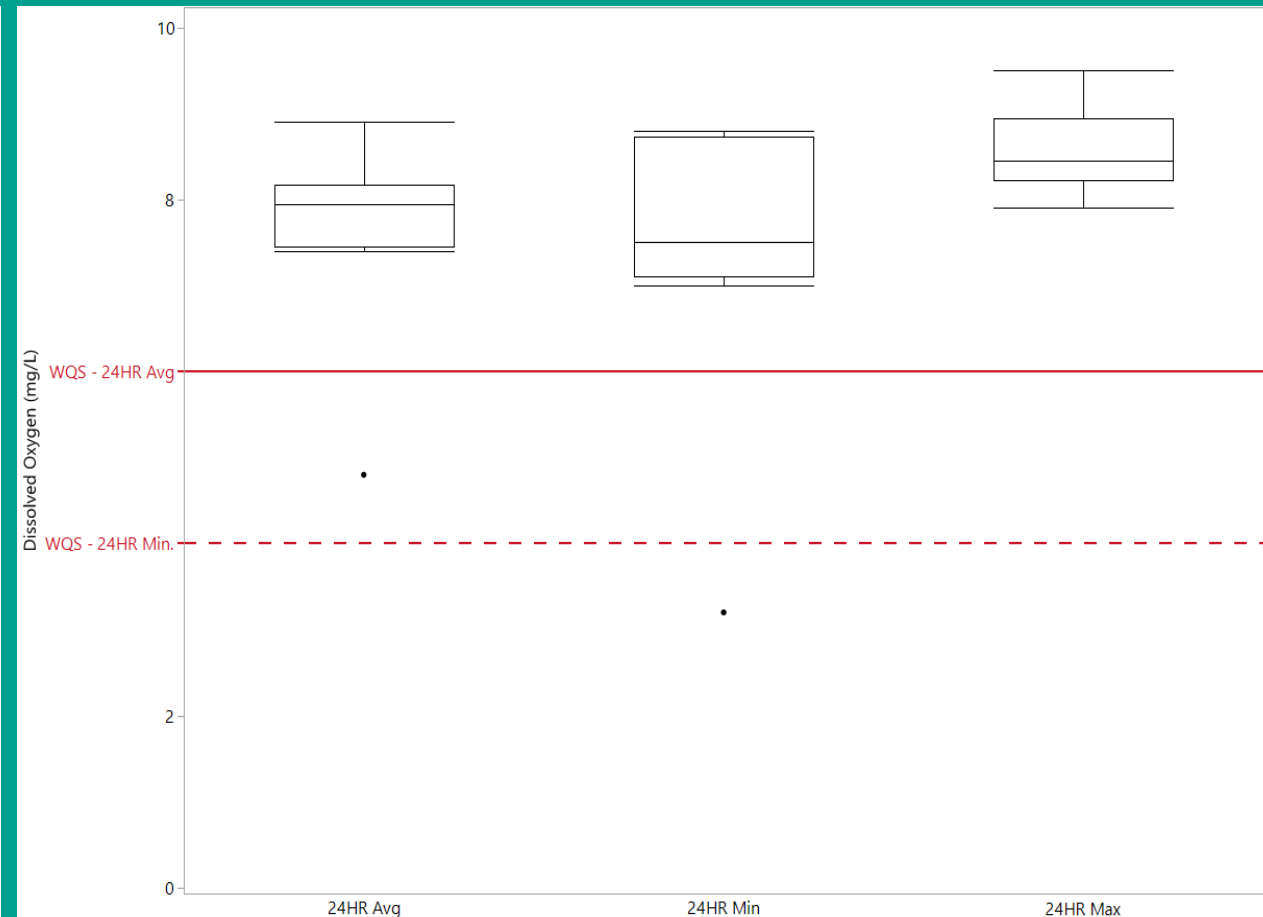 10
8
WQS - 24HR Avg
Dissolved Oxygen (mg/L)
WQS - 24HR Min.
2
0
24HR Avg
24HR Min
24HR Max